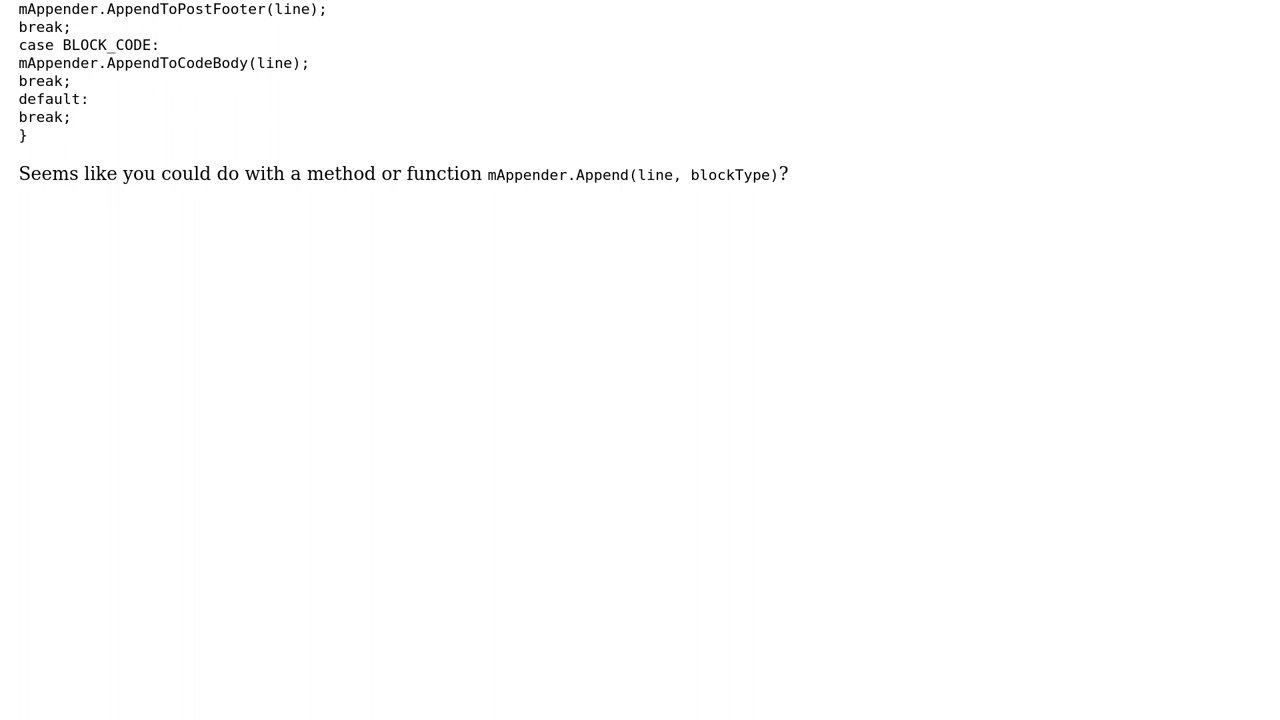 mAppender.AppendToPostFooter(line);
break;
case BLOCK_CODE:
mAppender.AppendToCodeBody(line);
break;
default:
break;
}
Seems like you could do with a method or function mAppender.Append(line, blockType)?